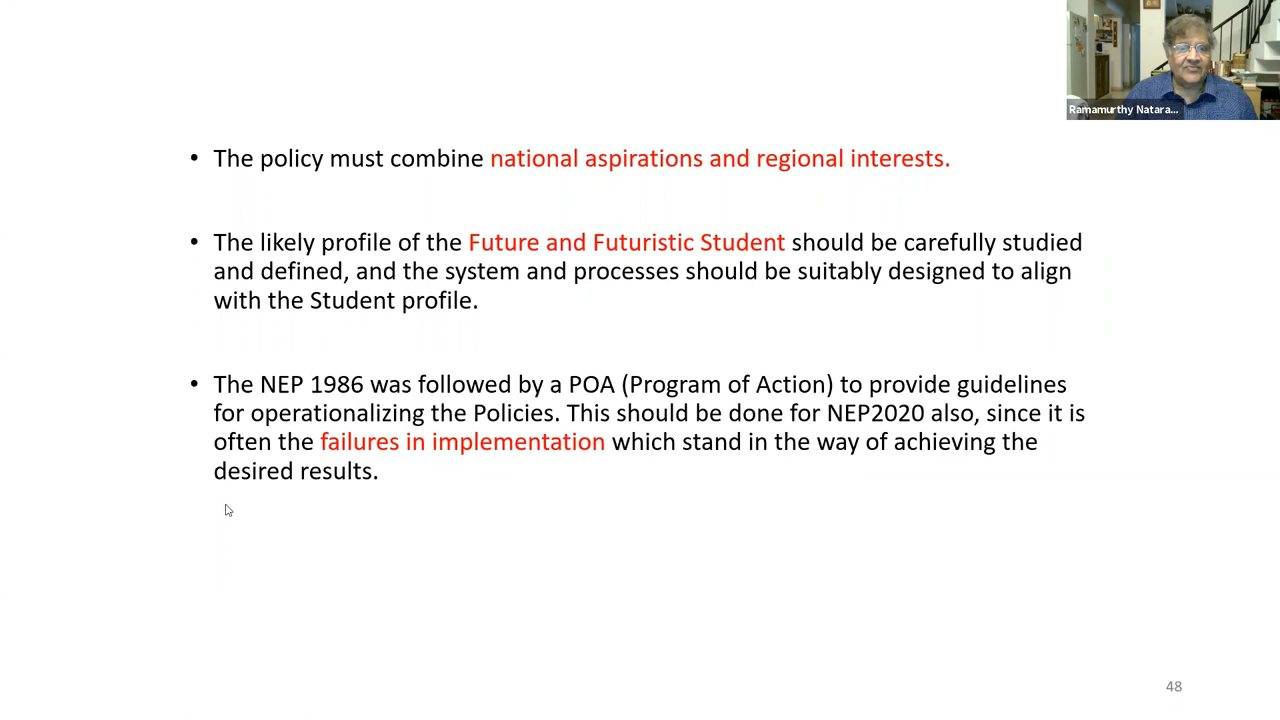 Ramamurthy Natara...
• The policy must combine national aspirations and regional interests.
• The likely profile of the Future and Futuristic Student should be carefully studied
and defined, and the system and processes should be suitably designed to align
with the Student profile.
• The NEP 1986 was followed by a POA (Program of Action) to provide guidelines
for operationalizing the Policies. This should be done for NEP2020 also, since it is
often the failures in implementation which stand in the way of achieving the
desired results.
48